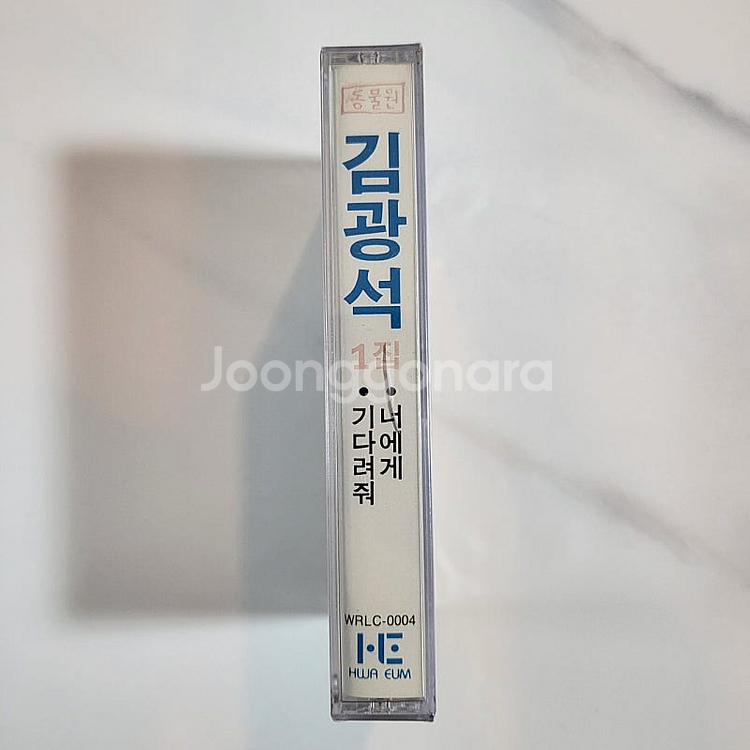 동물원
김광석
1집
• 너에게
• 기다려줘
WRLC-0004
HE
HWA EUM
Joonggonara